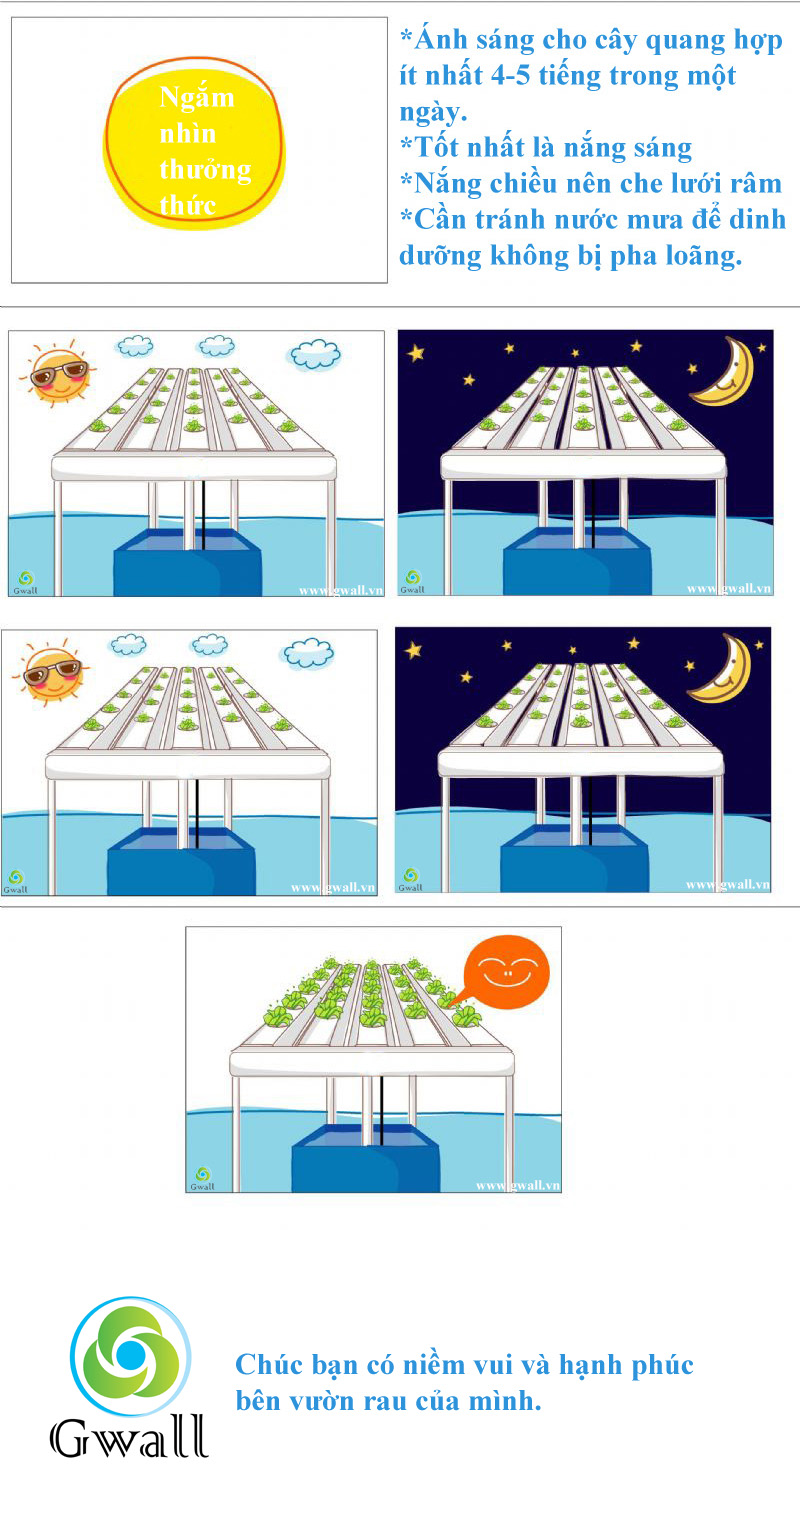 Ngắm
nhìn
thưởng
thức
*Ánh sáng cho cây quang hợp
ít nhất 4-5 tiếng trong một
ngày.
*Tốt nhất là nắng sáng
*Nắng chiều nên che lưới râm
*Cần tránh nước mưa để dinh
dưỡng không bị pha loãng.
Gwall
www.gwall.vn
Gwall
www.gwall.vn
Gwall
www.gwall.vn
Gwall
www.gwall.vn
Gwall
www.gwall.vn
Gwall
Chúc bạn có niềm vui và hạnh phúc
bên vườn rau của mình.